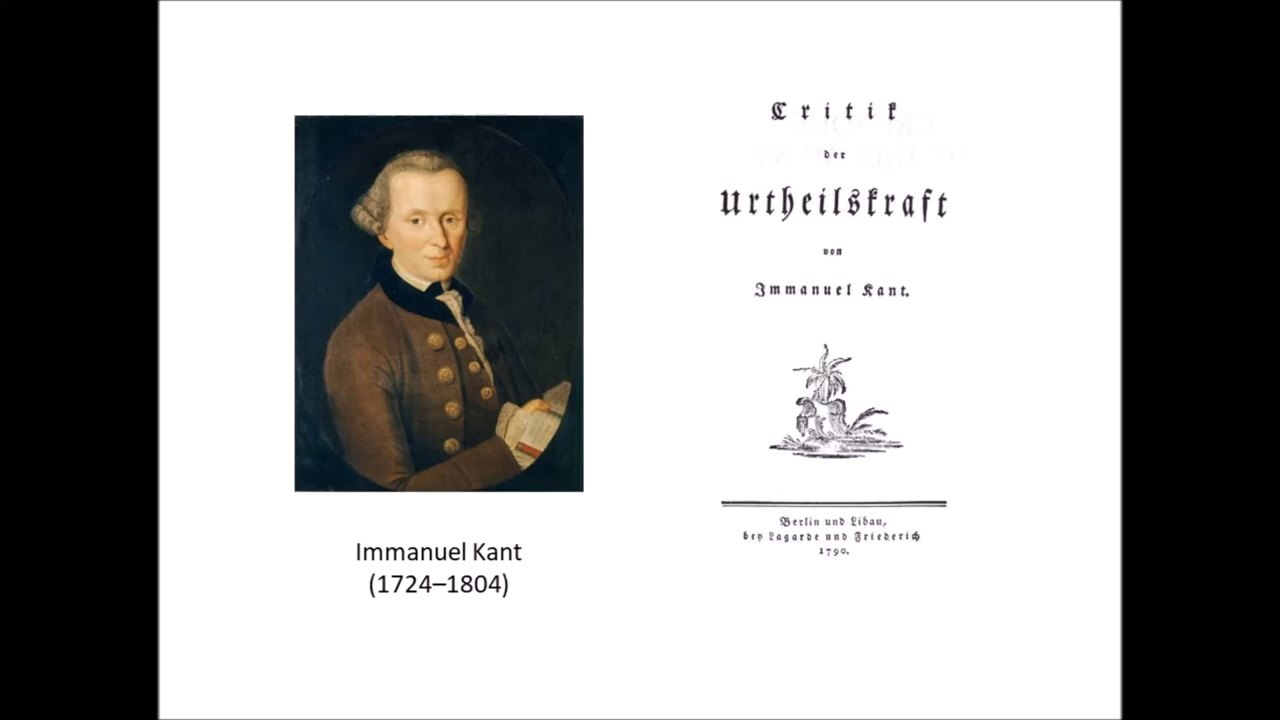 Critik
der
Urtheilskraft
von
Immanuel Kant.
Berlin und Libau,
bey Lagarde und Friederich
1790.
Immanuel Kant
(1724–1804)